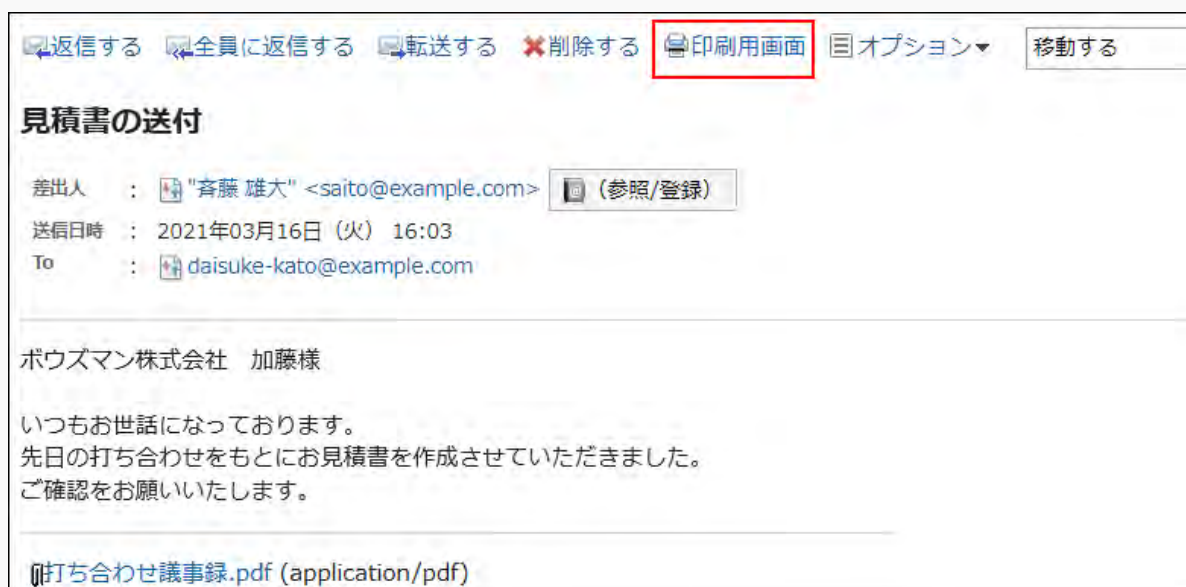 返信する 全員に返信する 転送する 削除する 印刷用画面 オプション▼ 移動する
見積書の送付
差出人 : "斉藤 雄大" <saito@example.com> (参照/登録)
送信日時 : 2021年03月16日（火） 16:03
To : daisuke-kato@example.com
ボウズマン株式会社　加藤様
いつもお世話になっております。
先日の打ち合わせをもとにお見積書を作成させていただきました。
ご確認をお願いいたします。
打ち合わせ議事録.pdf (application/pdf)